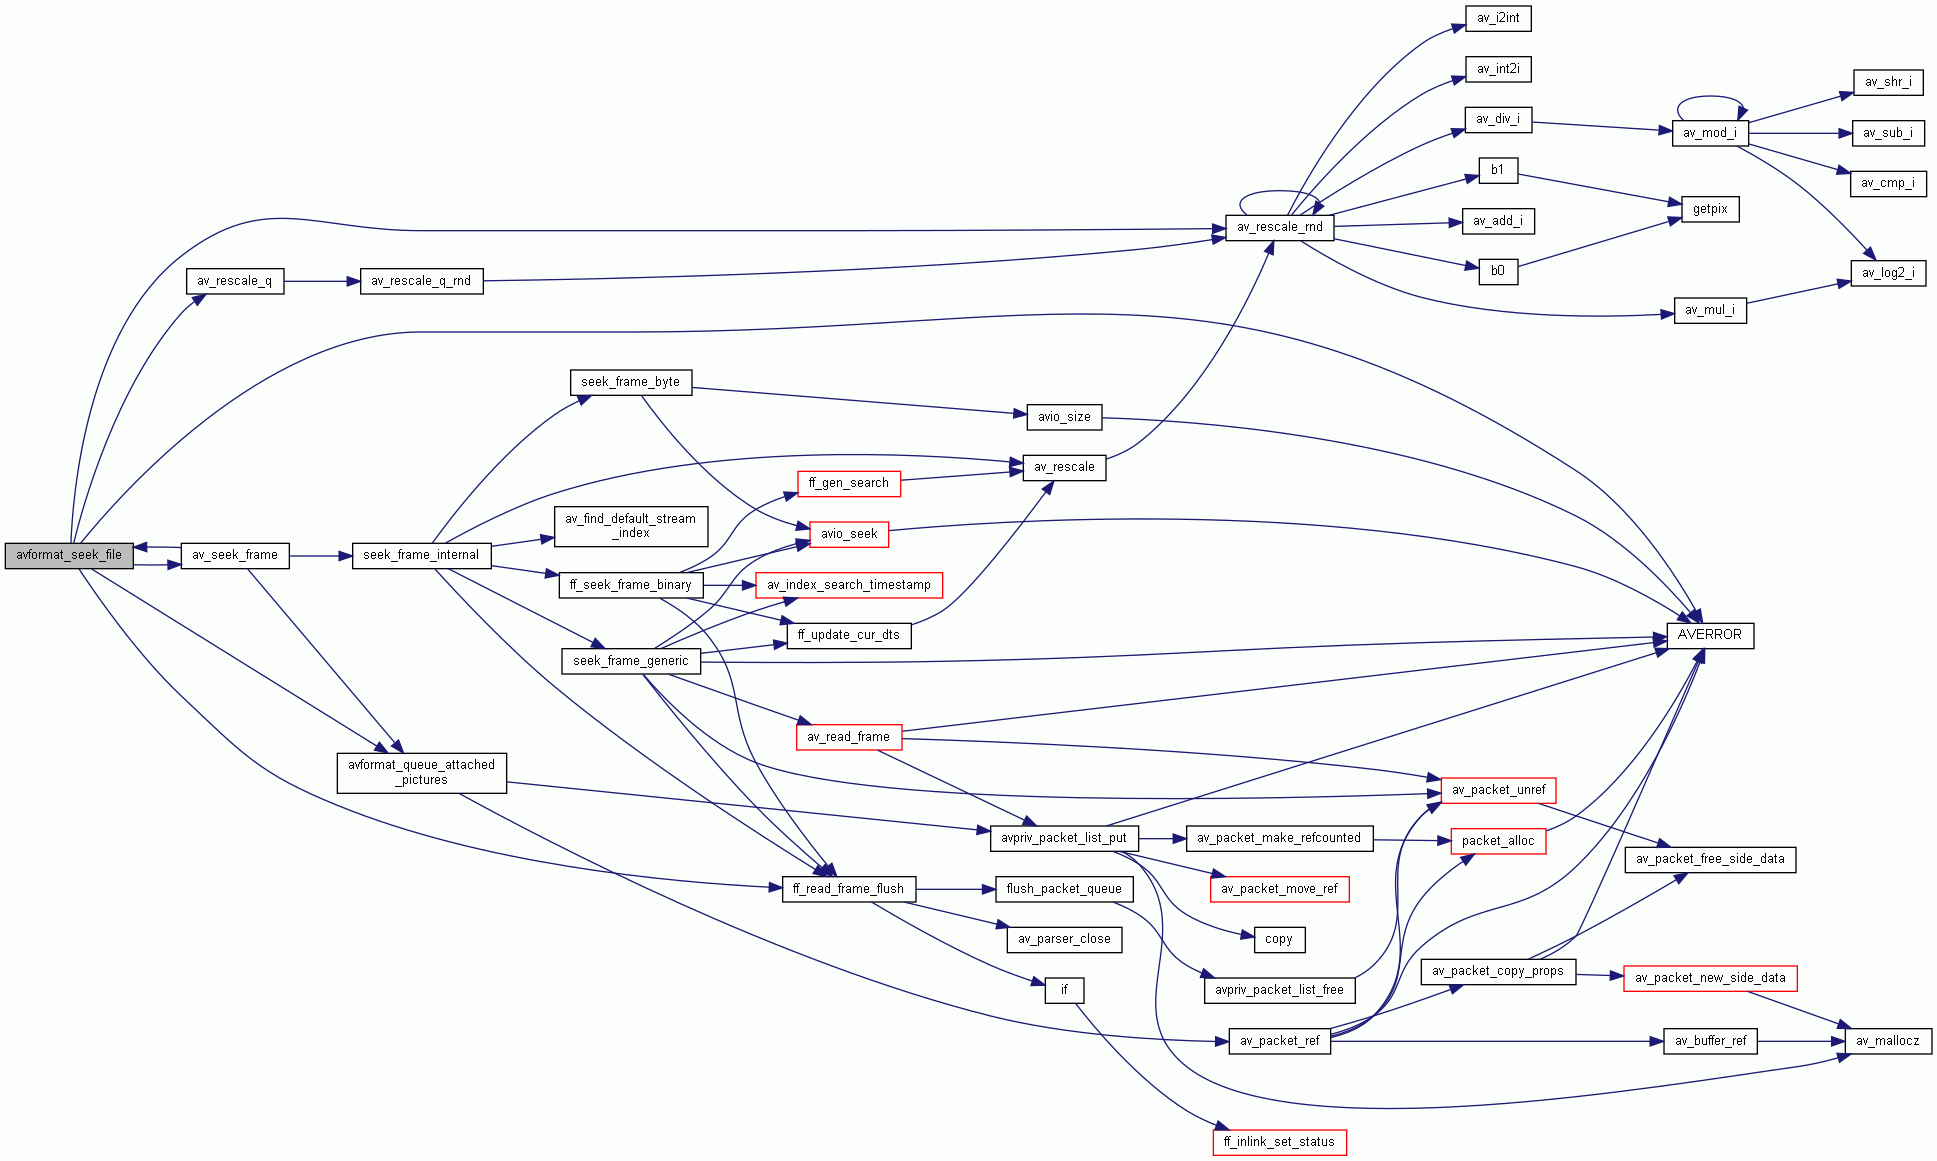 av_i2int
av_int2i
av_shr_i
av_div_i
av_mod_i
av_sub_i
b1
av_cmp_i
getpix
av_add_i
av_rescale_rnd
b0
av_log2_i
av_rescale_q
av_rescale_q_rnd
av_mul_i
seek_frame_byte
avio_size
av_rescale
ff_gen_search
av_find_default_stream
_index
avio_seek
avformat_seek_file
av_seek_frame
seek_frame_internal
ff_seek_frame_binary
av_index_search_timestamp
ff_update_cur_dts
AVERROR
seek_frame_generic
av_read_frame
avformat_queue_attached
_pictures
av_packet_unref
avpriv_packet_list_put
av_packet_make_refcounted
packet_alloc
av_packet_free_side_data
ff_read_frame_flush
flush_packet_queue
av_packet_move_ref
av_parser_close
copy
av_packet_copy_props
av_packet_new_side_data
if
avpriv_packet_list_free
av_packet_ref
av_buffer_ref
av_mallocz
ff_inlink_set_status